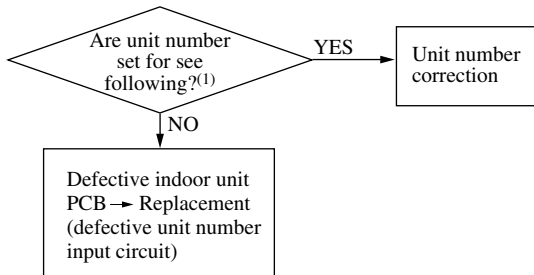 Are unit number
set for see
following?(1)
YES
Unit number
correction
NO
Defective indoor unit
PCB → Replacement
(defective unit number
input circuit)